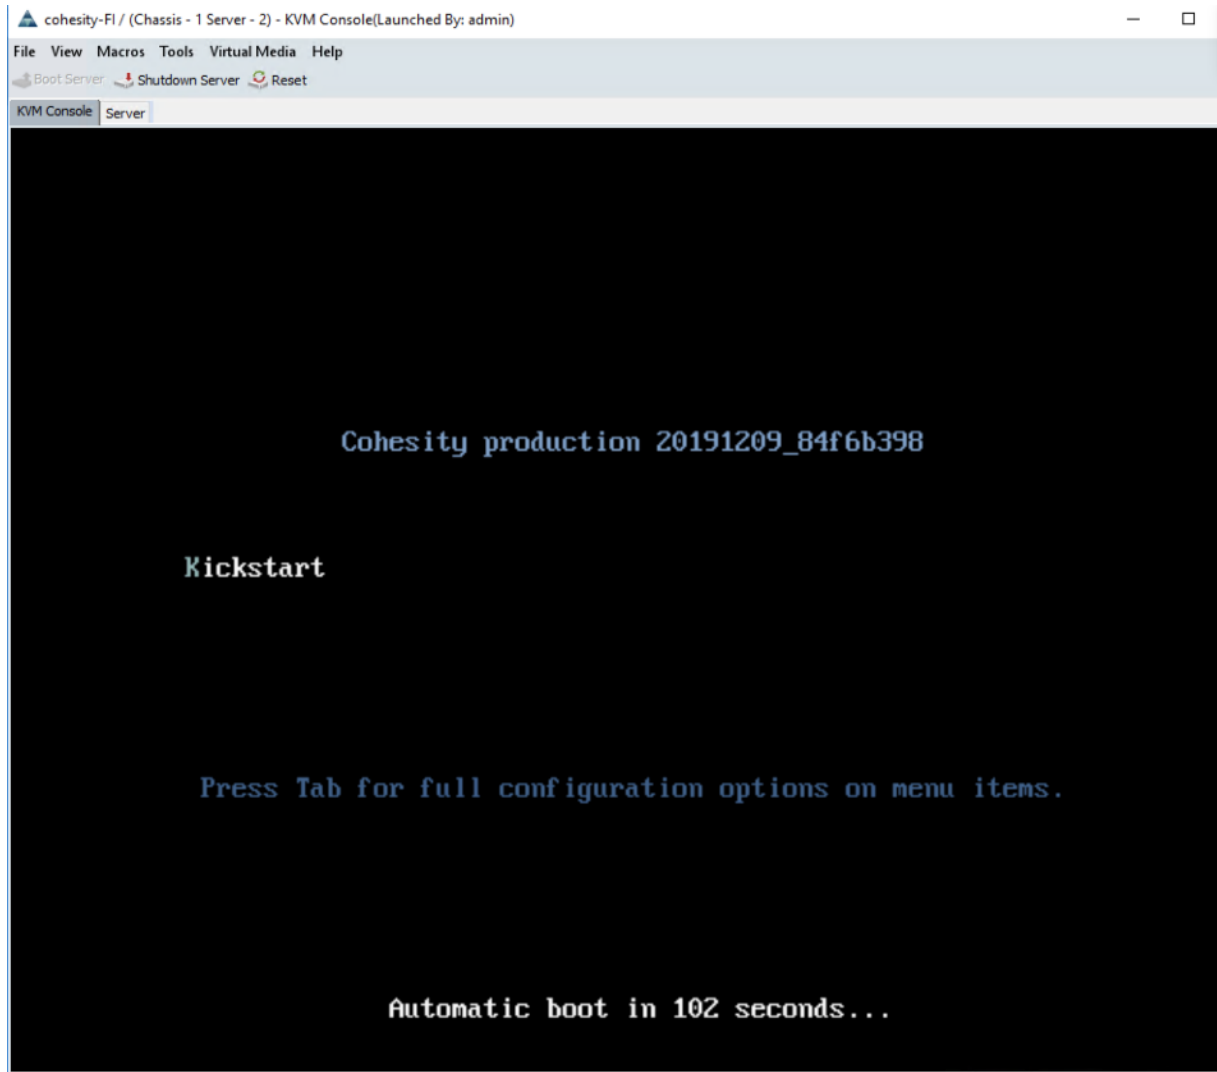 cohesity-FI / (Chassis - 1 Server - 2) - KVM Console(Launched By: admin)
File View Macros Tools Virtual Media Help
Boot Server Shutdown Server Reset
KVM Console Server
Cohesity production 20191209_84f6b398
Kickstart
Press Tab for full configuration options on menu items.
Automatic boot in 102 seconds...